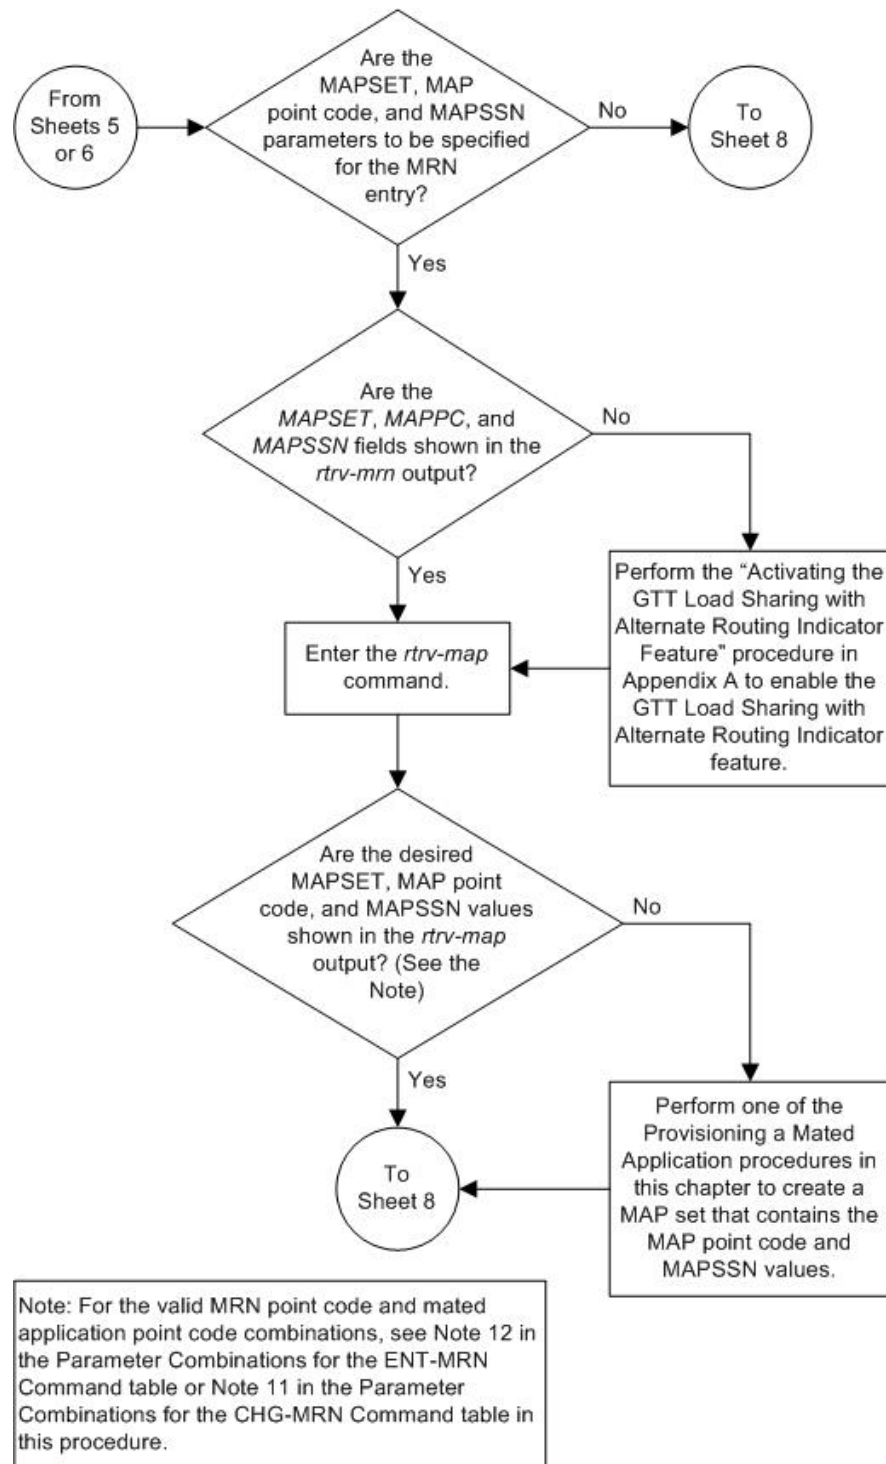 From
Sheets 5
or 6
Are the
MAPSET, MAP
point code, and MAPSSN
parameters to be specified
for the MRN
entry?
No
To
Sheet 8
Yes
Are the
MAPSET, MAPPC, and
MAPSSN fields shown in the
rtrv-mrn output?
No
Yes
Perform the “Activating the
GTT Load Sharing with
Alternate Routing Indicator
Feature" procedure in
Appendix A to enable the
GTT Load Sharing with
Alternate Routing Indicator
feature.
Enter the rtrv-map
command.
Are the desired
MAPSET, MAP point
code, and MAPSSN values
shown in the rtrv-map
output? (See the
Note)
No
Yes
Perform one of the
Provisioning a Mated
Application procedures in
this chapter to create a
MAP set that contains the
MAP point code and
MAPSSN values.
To
Sheet 8
Note: For the valid MRN point code and mated
application point code combinations, see Note 12 in
the Parameter Combinations for the ENT-MRN
Command table or Note 11 in the Parameter
Combinations for the CHG-MRN Command table in
this procedure.